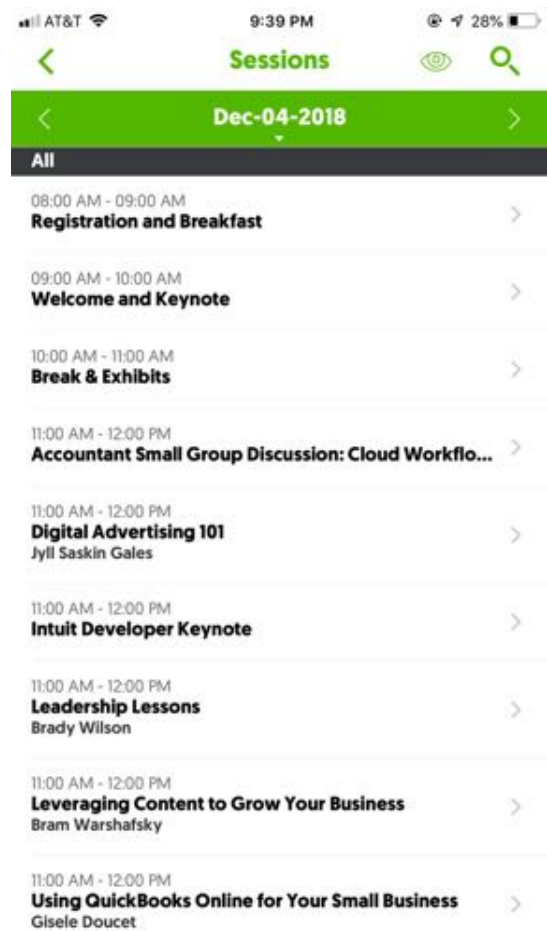 AT&T 9:39 PM 28%
Sessions
Dec-04-2018
All
08:00 AM - 09:00 AM
Registration and Breakfast
09:00 AM - 10:00 AM
Welcome and Keynote
10:00 AM - 11:00 AM
Break & Exhibits
11:00 AM - 12:00 PM
Accountant Small Group Discussion: Cloud Workflo...
11:00 AM - 12:00 PM
Digital Advertising 101
Jyll Saskin Gales
11:00 AM - 12:00 PM
Intuit Developer Keynote
11:00 AM - 12:00 PM
Leadership Lessons
Brady Wilson
11:00 AM - 12:00 PM
Leveraging Content to Grow Your Business
Bram Warshafsky
11:00 AM - 12:00 PM
Using QuickBooks Online for Your Small Business
Gisele Doucet